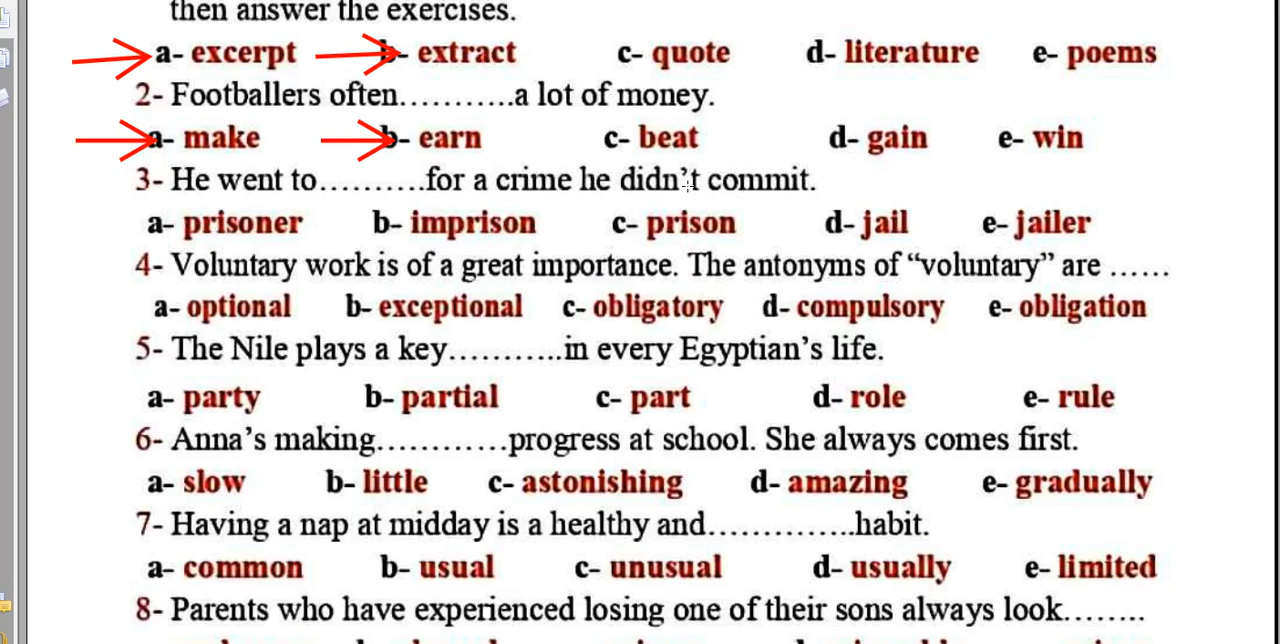 then answer the exercises.
a- excerpt b- extract c- quote d- literature e- poems
2- Footballers often………..a lot of money.
a- make b- earn c- beat d- gain e- win
3- He went to……….for a crime he didn't commit.
a- prisoner b- imprison c- prison d- jail e- jailer
4- Voluntary work is of a great importance. The antonyms of “voluntary” are ……
a- optional b- exceptional c- obligatory d- compulsory e- obligation
5- The Nile plays a key………..in every Egyptian’s life.
a- party b- partial c- part d- role e- rule
6- Anna’s making…………progress at school. She always comes first.
a- slow b- little c- astonishing d- amazing e- gradually
7- Having a nap at midday is a healthy and…………..habit.
a- common b- usual c- unusual d- usually e- limited
8- Parents who have experienced losing one of their sons always look……..